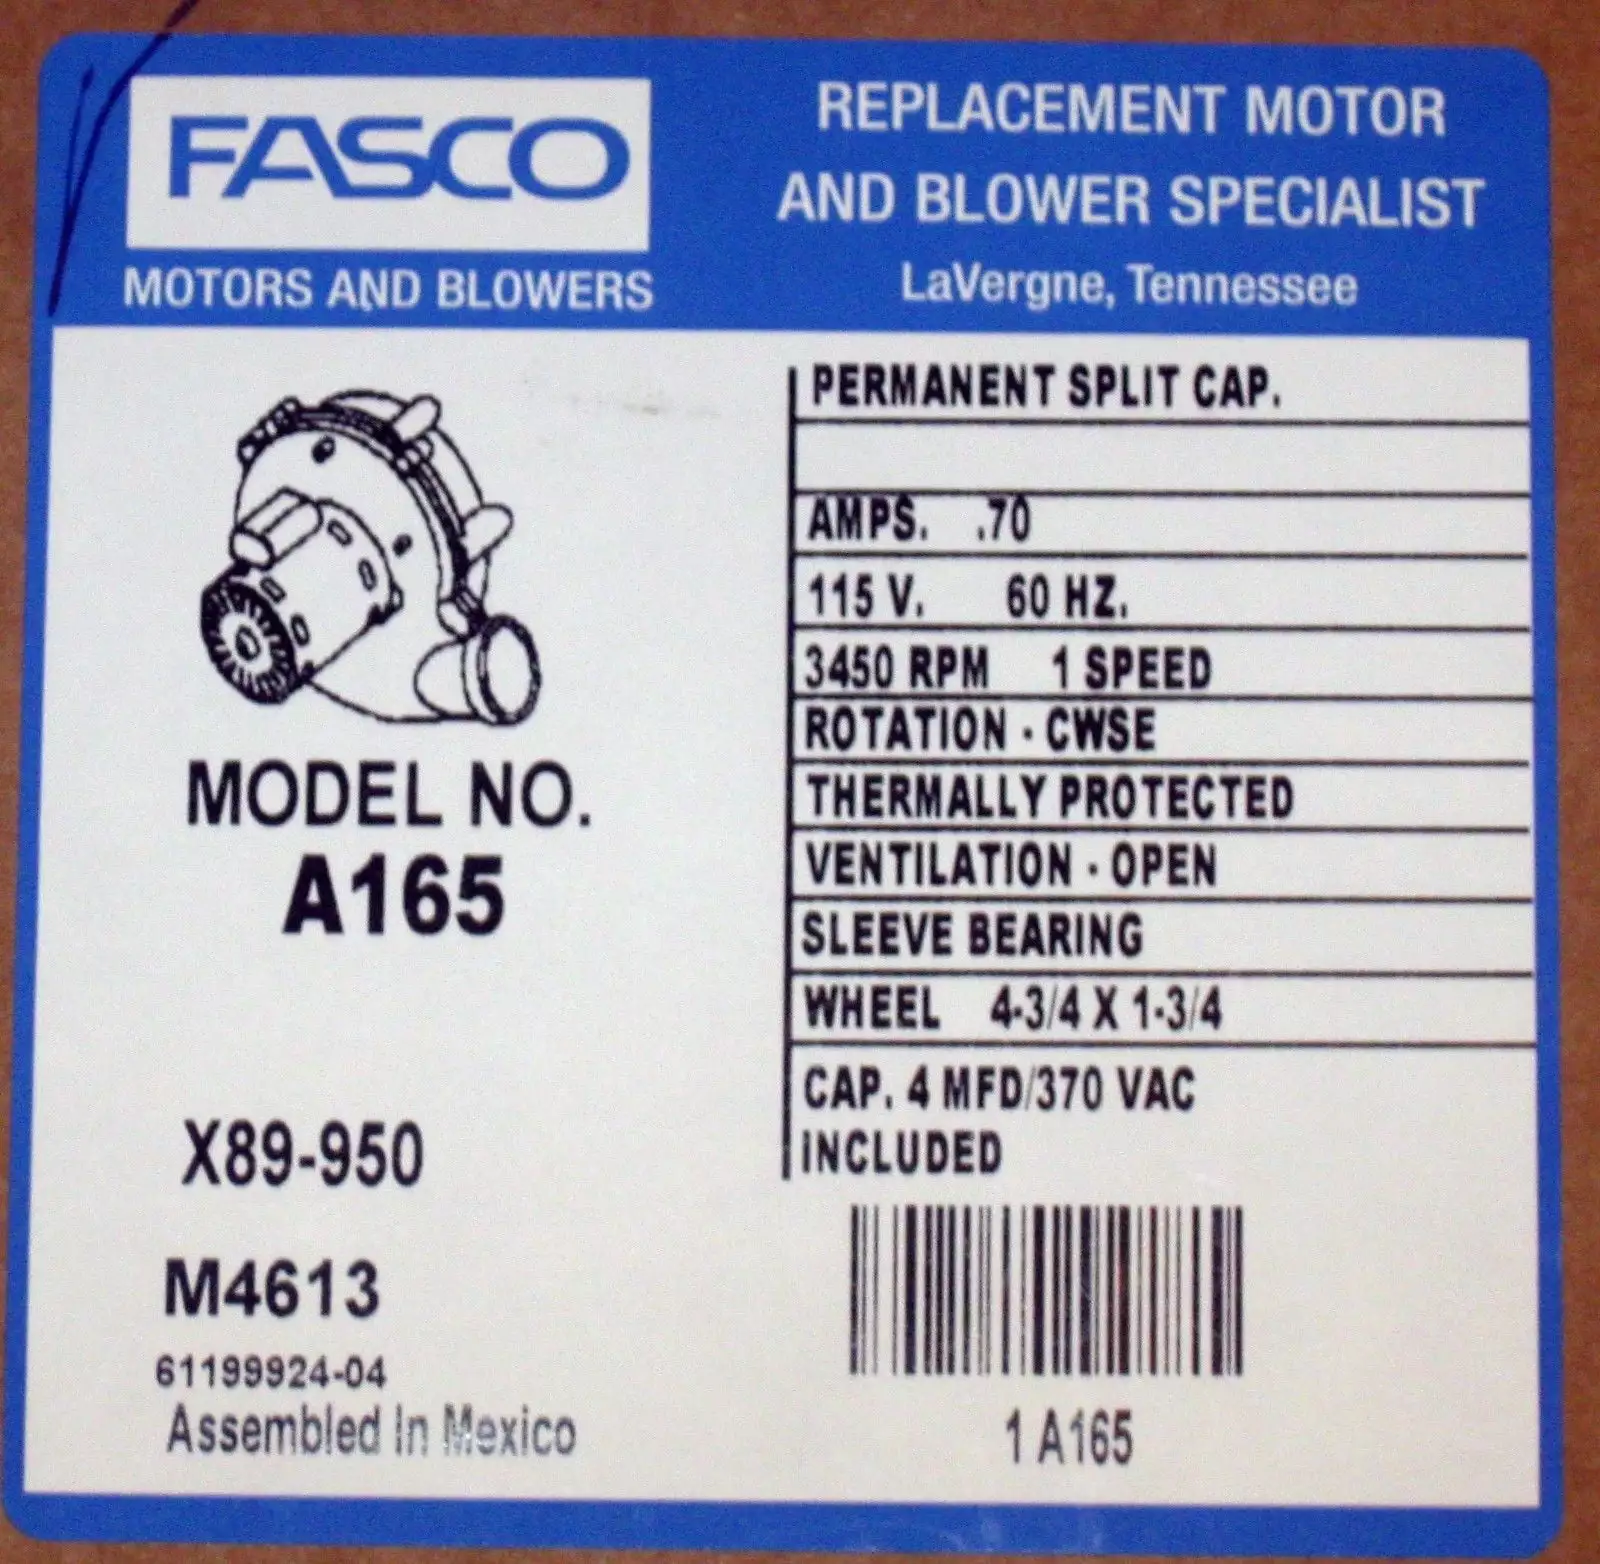 FASCO
MOTORS AND BLOWERS
REPLACEMENT MOTOR
AND BLOWER SPECIALIST
LaVergne, Tennessee
MODEL NO.
A165
X89-950
M4613
61199924-04
Assembled In Mexico
PERMANENT SPLIT CAP.
AMPS. .70
115 V. 60 HZ.
3450 RPM 1 SPEED
ROTATION - CWSE
THERMALLY PROTECTED
VENTILATION - OPEN
SLEEVE BEARING
WHEEL 4-3/4 X 1-3/4
CAP. 4 MFD/370 VAC
INCLUDED
1 A165